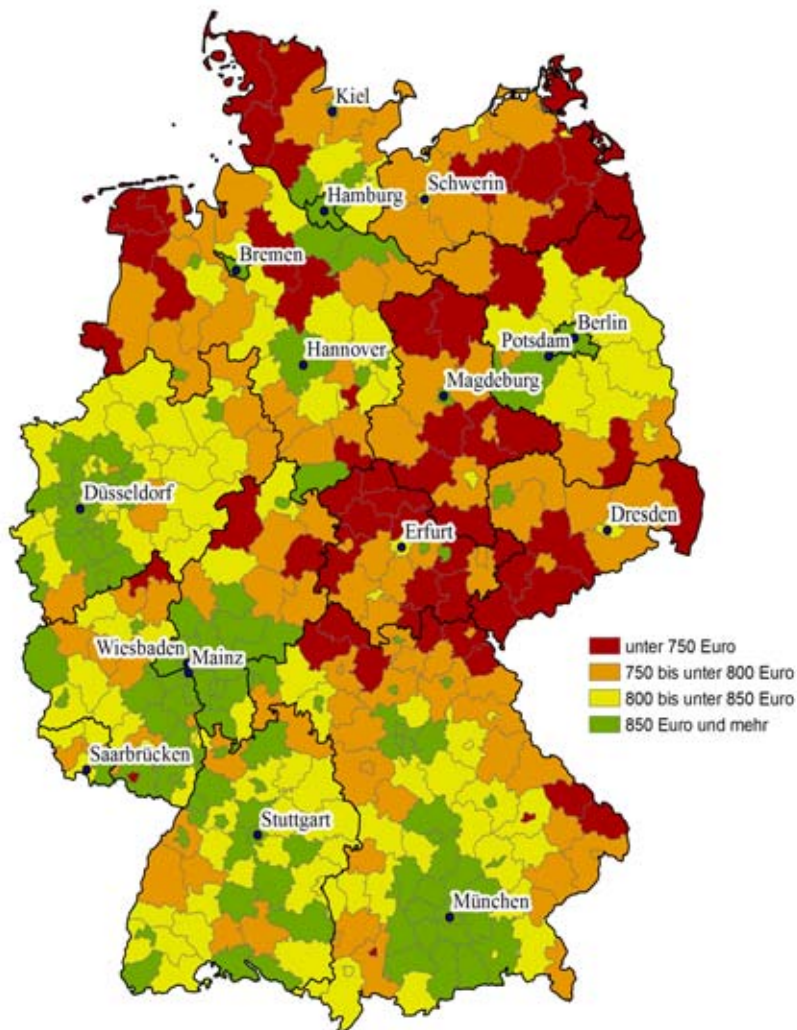 Kiel
Hamburg
Schwerin
Bremen
Berlin
Potsdam
Hannover
Magdeburg
Düsseldorf
Erfurt
Dresden
Wiesbaden
Mainz
unter 750 Euro
750 bis unter 800 Euro
800 bis unter 850 Euro
850 Euro und mehr
Saarbrücken
Stuttgart
München